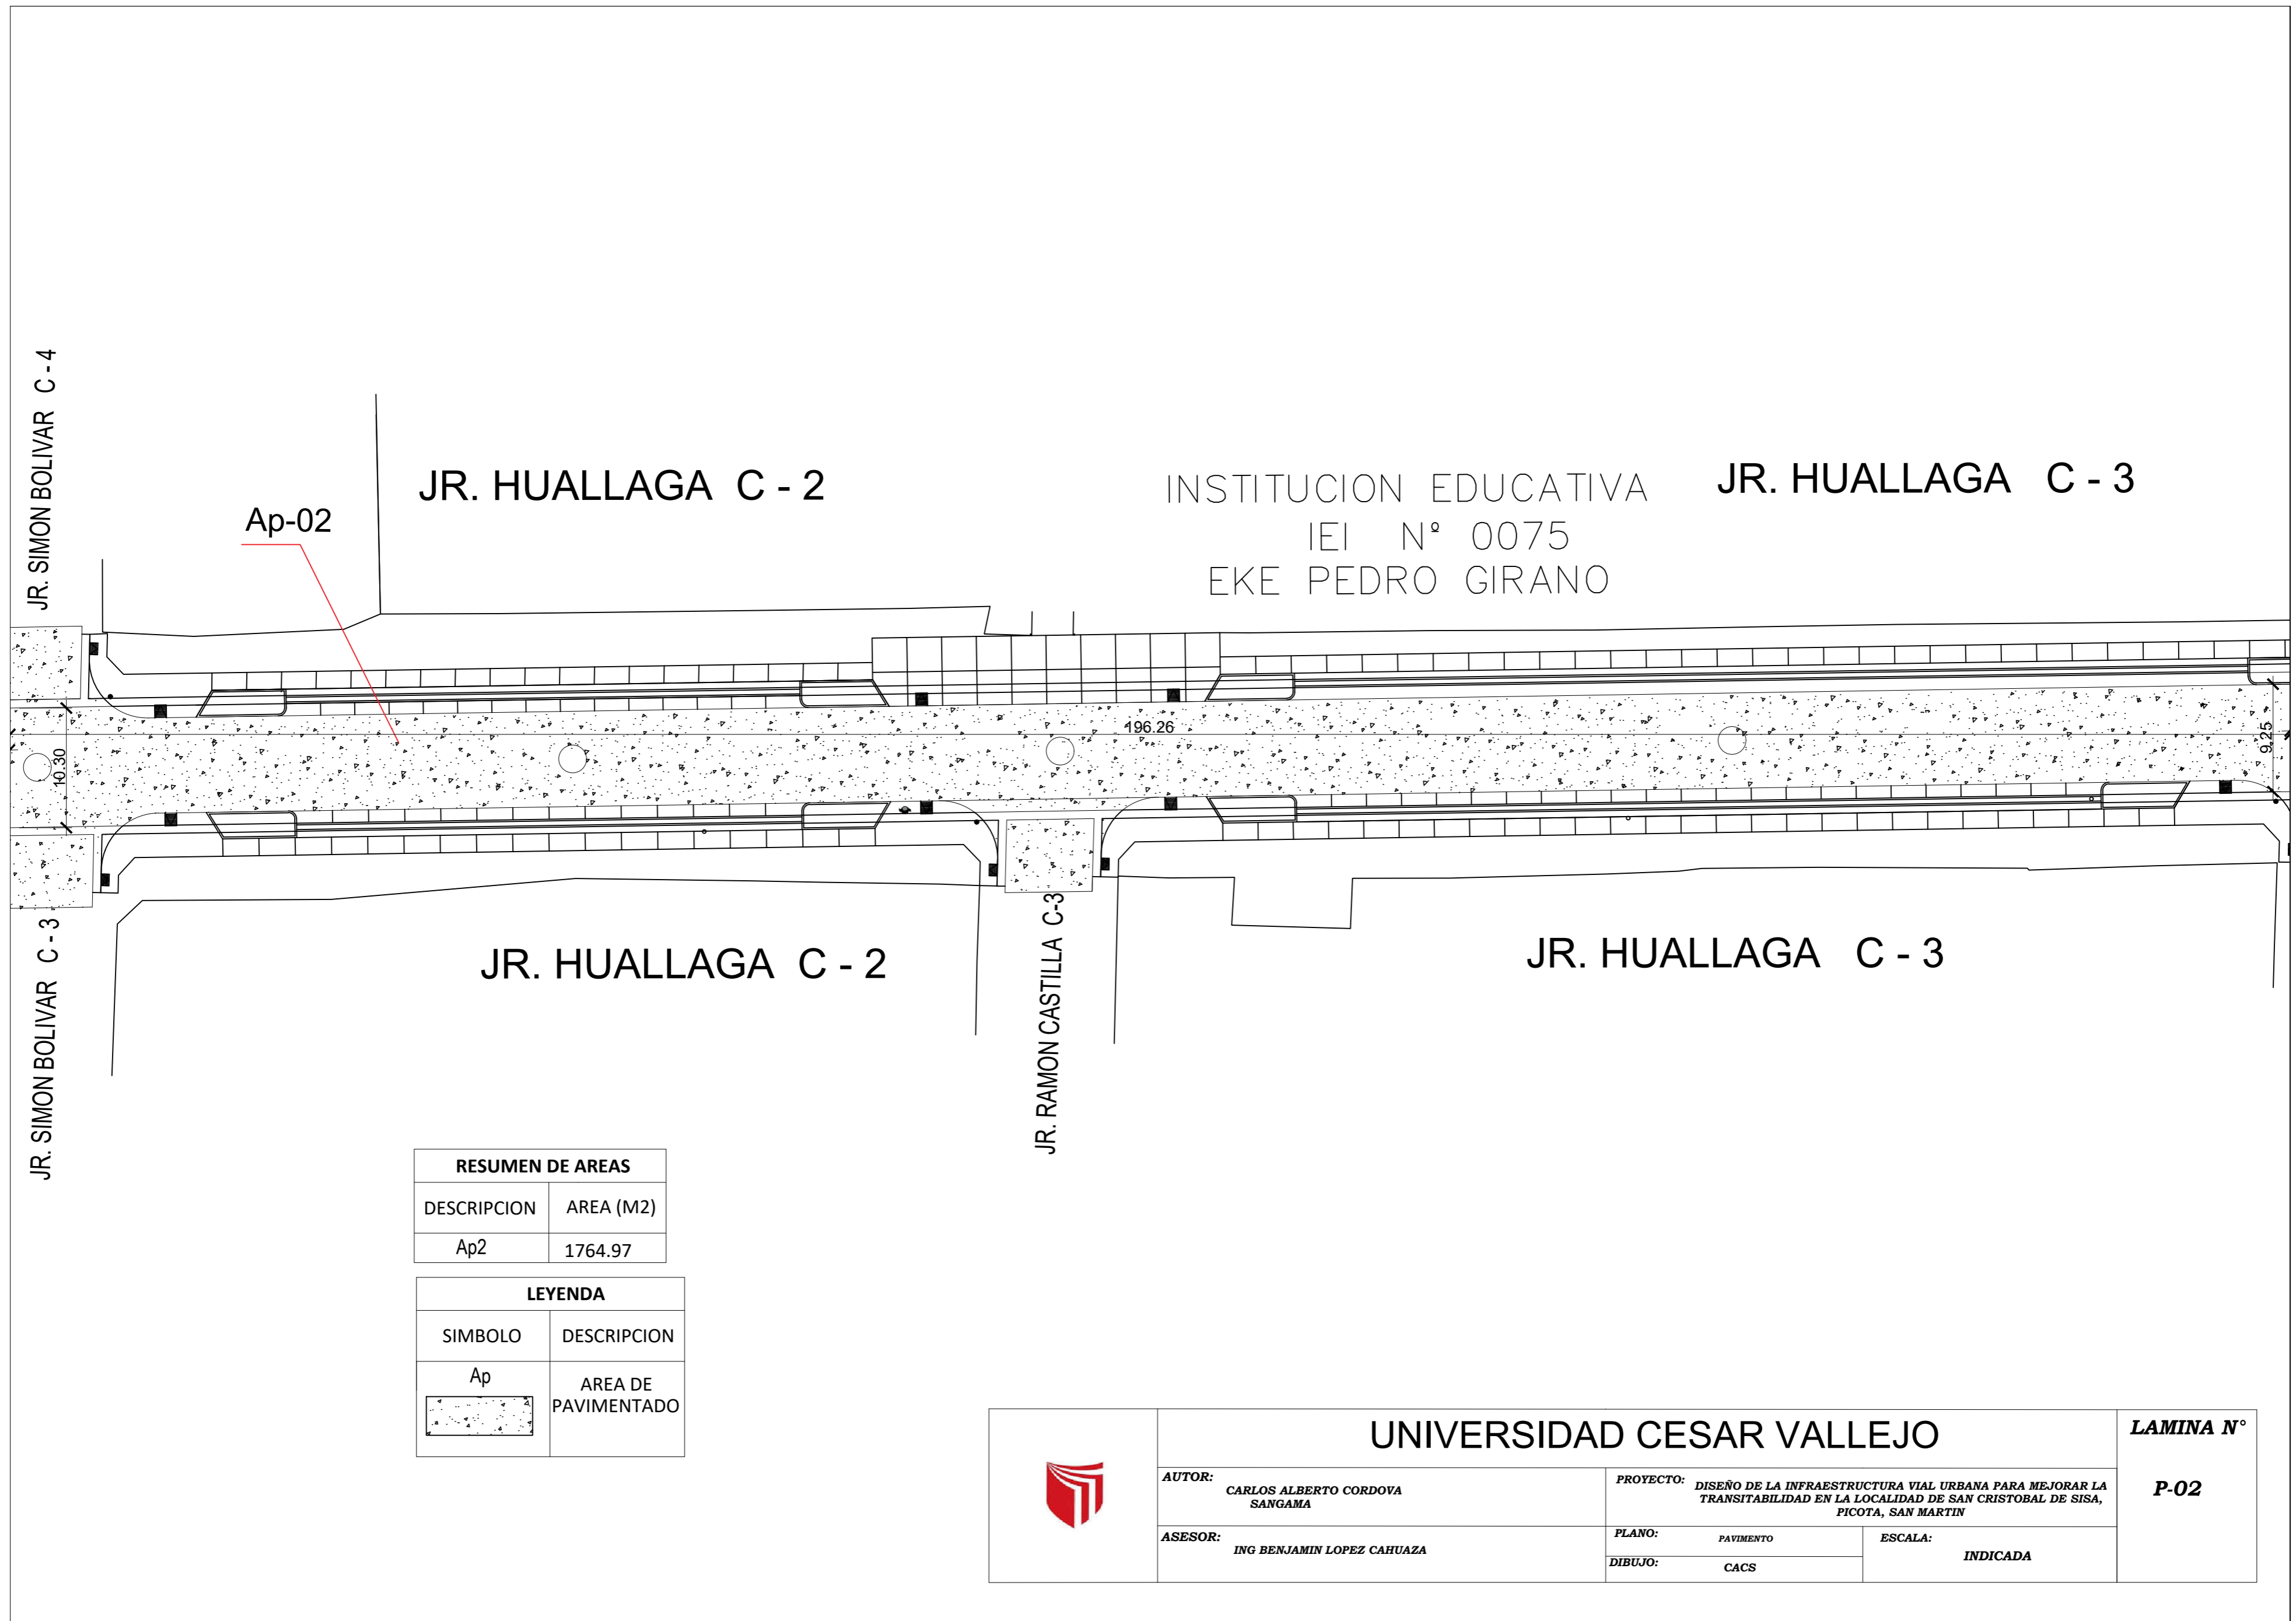 JR. SIMON BOLIVAR C - 4
JR. HUALLAGA C - 2
Ap-02
INSTITUCION EDUCATIVA
IEI Nº 0075
EKE PEDRO GIRANO
JR. HUALLAGA C - 3
196.26
10.30
9.25
JR. SIMON BOLIVAR C - 3
JR. HUALLAGA C - 2
JR. RAMON CASTILLA C-3
JR. HUALLAGA C - 3
RESUMEN DE AREAS
DESCRIPCION AREA (M2)
Ap2 1764.97
LEYENDA
SIMBOLO DESCRIPCION
Ap
AREA DE
PAVIMENTADO
UNIVERSIDAD CESAR VALLEJO
LAMINA N°
P-02
AUTOR:
CARLOS ALBERTO CORDOVA
SANGAMA
PROYECTO: DISEÑO DE LA INFRAESTRUCTURA VIAL URBANA PARA MEJORAR LA
TRANSITABILIDAD EN LA LOCALIDAD DE SAN CRISTOBAL DE SISA,
PICOTA, SAN MARTIN
ASESOR:
ING BENJAMIN LOPEZ CAHUAZA
PLANO: PAVIMENTO
ESCALA:
INDICADA
DIBUJO: CACS